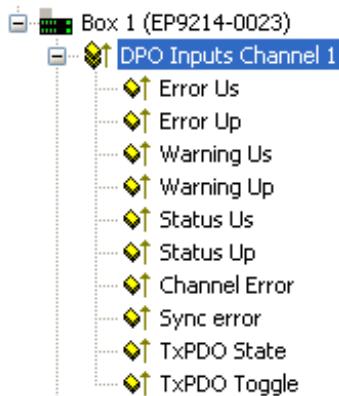 Box 1 (EP9214-0023)
DPO Inputs Channel 1
Error Us
Error Up
Warning Us
Warning Up
Status Us
Status Up
Channel Error
Sync error
TxPDO State
TxPDO Toggle